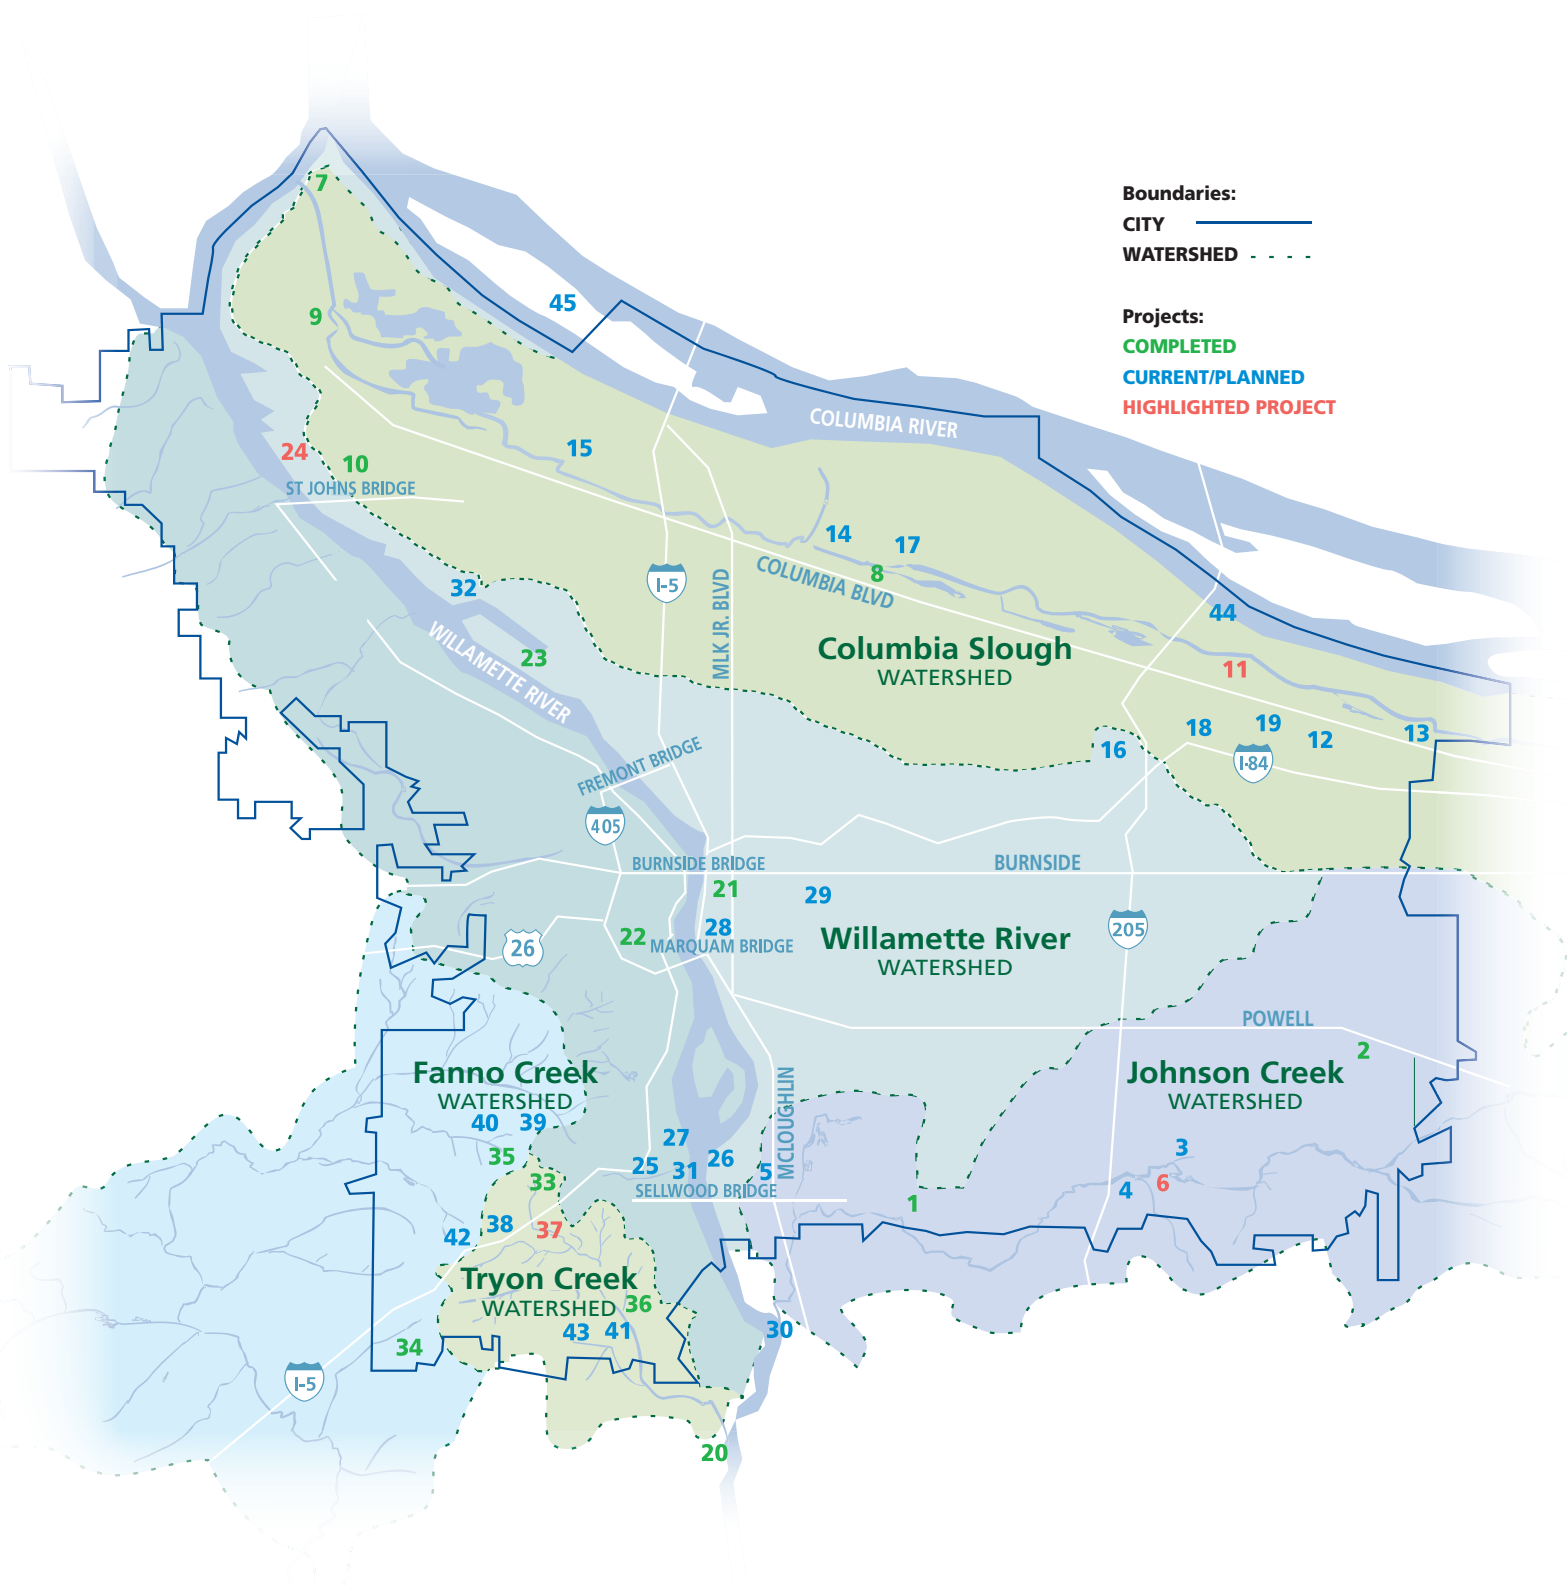 7
Boundaries:
CITY
WATERSHED
45
9
Projects:
COMPLETED
CURRENT/PLANNED
HIGHLIGHTED PROJECT
COLUMBIA RIVER
24
10
15
ST JOHNS BRIDGE
14
17
8
COLUMBIA BLVD
I-5
MLK JR. BLVD
32
44
WILLAMETTE RIVER
23
Columbia Slough
WATERSHED
11
18
19
12
13
16
I-84
FREMONT BRIDGE
405
BURNSIDE BRIDGE
BURNSIDE
21
29
22
28
MARQUAM BRIDGE
26
Willamette River
WATERSHED
205
POWELL
2
Fanno Creek
WATERSHED
40
39
Johnson Creek
WATERSHED
MCLOUGHLIN
35
27
25
31
26
5
3
33
SELLWOOD BRIDGE
4
6
1
42
38
37
Tryon Creek
WATERSHED
36
43
41
30
34
I-5
20